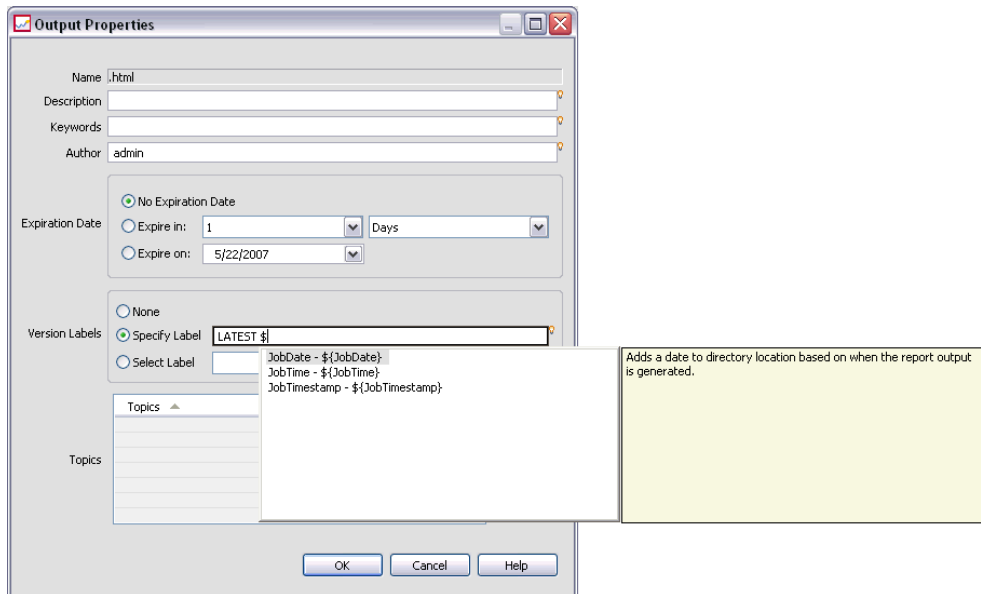 Output Properties
Name .html
Description
Keywords
Author admin
Expiration Date
No Expiration Date
Expire in: 1 Days
Expire on: 5/22/2007
Version Labels
None
Specify Label LATEST $
Select Label
JobDate - ${JobDate}
JobTime - ${JobTime}
JobTimestamp - ${JobTimestamp}
Adds a date to directory location based on when the report output
is generated.
Topics
Topics
OK Cancel Help